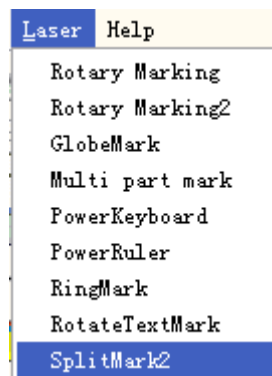 Laser Help
Rotary Marking
Rotary Marking2
GlobeMark
Multi part mark
PowerKeyboard
PowerRuler
RingMark
RotateTextMark
SplitMark2